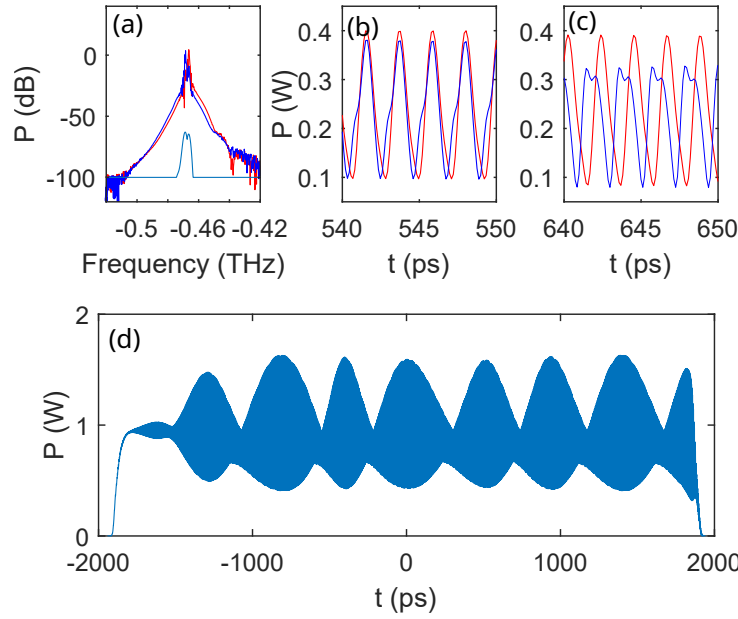 (a)
P (dB)
0
-50
-100
-0.5
-0.46
-0.42
Frequency (THz)
(b)
P (W)
0.4
0.3
0.2
0.1
540
545
550
t (ps)
(c)
0.4
0.3
0.2
0.1
640
645
650
t (ps)
(d)
P (W)
2
1
0
-2000
-1000
0
1000
2000
t (ps)